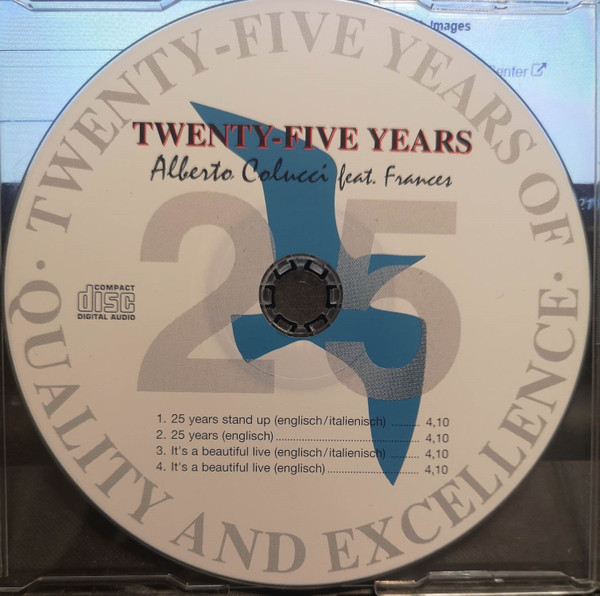 Images
enter
TWENTY-FIVE YEARS OF
QUALITY AND EXCELLENCE
TWENTY-FIVE YEARS
Alberto Colucci feat. Frances
25
COMPACT
disc
DIGITAL AUDIO
1. 25 years stand up (englisch/italienisch) ........ 4,10
2. 25 years (englisch)........................................ 4,10
3. It's a beautiful live (englisch/italienisch) ........ 4,10
4. It's a beautiful live (englisch)......................... 4,10